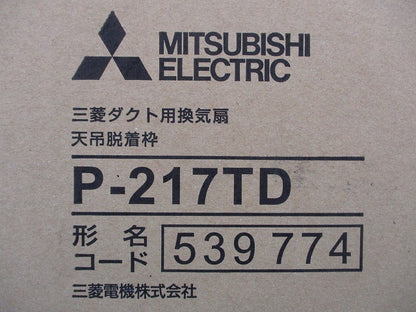 MITSUBISHI
ELECTRIC
三菱ダクト用換気扇
天吊脱着枠
P-217TD
形名
コード 539 774
三菱電機株式会社